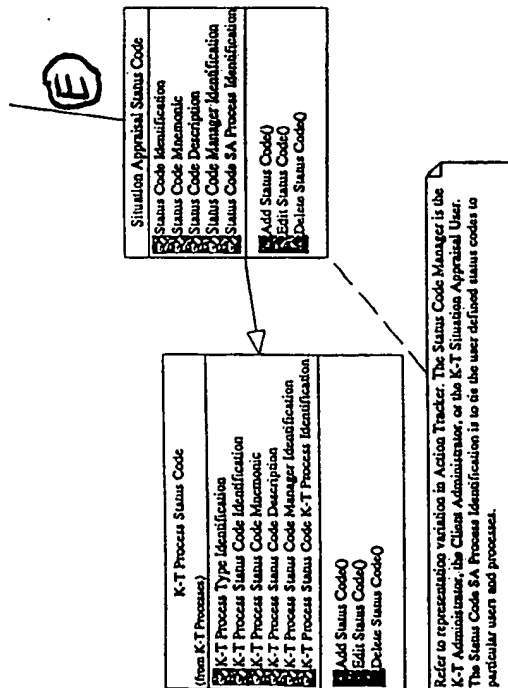 E
Situation Appraisal Status Code
Status Code Identification
Status Code Mnemonic
Status Code Description
Status Code Manager Identification
Status Code SA Process Identification
Add Status Code()
Edit Status Code()
Delete Status Code()
K-T Process Status Code
(from K-T Processes)
K-T Process Type Identification
K-T Process Status Code Identification
K-T Process Status Code Mnemonic
K-T Process Status Code Description
K-T Process Status Code Manager Identification
K-T Process Status Code K-T Process Identification
Add Status Code()
Edit Status Code()
Delete Status Code()
Refer to representation variation in Action Tracker. The Status Code Manager is the
K-T Administrator, the Client Administrator, or the K-T Situation Appraisal User.
The Status Code SA Process Identification is to tie the user defined status codes to
particular users and processes.